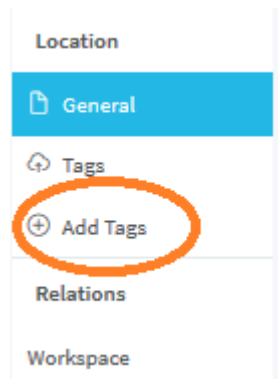 Location
General
Tags
Add Tags
Relations
Workspace